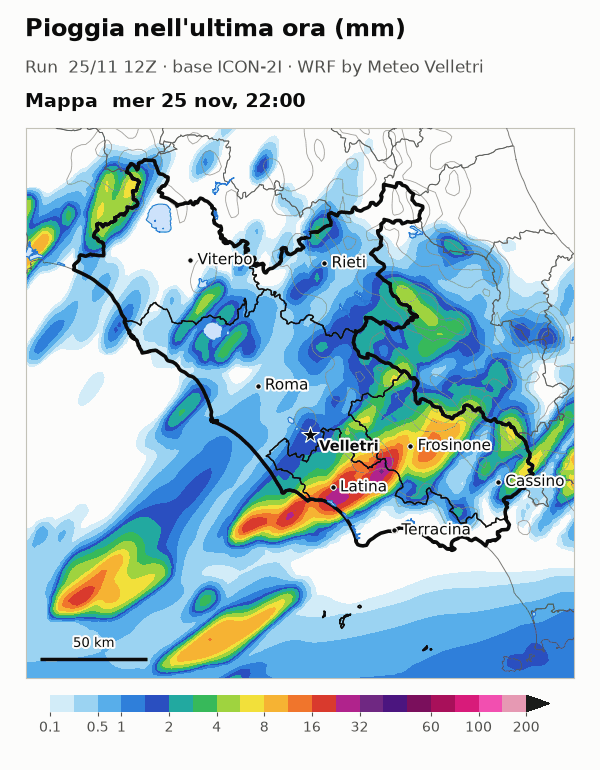 Pioggia nell'ultima ora (mm)
Run  25/11 12Z · base ICON-2I · WRF by Meteo Velletri
Mappa  mer 25 nov, 22:00
Viterbo
Rieti
Roma
Velletri
Frosinone
Latina
Cassino
Terracina
50 km
0.1 0.5 1 2 4 8 16 32 60 100 200